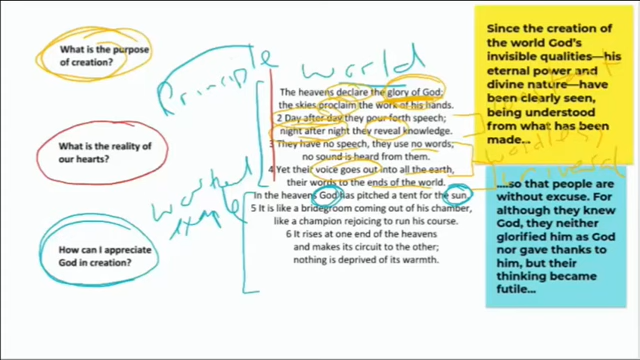 What is the purpose
of creation?
What is the reality of
our hearts?
How can I appreciate
God in creation?
Principle
world
worked
example
The heavens declare the glory of God;
the skies proclaim the work of his hands.
2 Day after day they pour forth speech;
night after night they reveal knowledge.
3 They have no speech, they use no words;
no sound is heard from them.
4 Yet their voice goes out into all the earth,
their words to the ends of the world.
In the heavens God has pitched a tent for the sun.
5 It is like a bridegroom coming out of his chamber,
like a champion rejoicing to run his course.
6 It rises at one end of the heavens
and makes its circuit to the other;
nothing is deprived of its warmth.
wordless,
universal
Since the creation of
the world God's
invisible qualities—his
eternal power and
divine nature—have
been clearly seen,
being understood
from what has been
made...
....so that people are
without excuse. For
although they knew
God, they neither
glorified him as God
nor gave thanks to
him, but their
thinking became
futile...